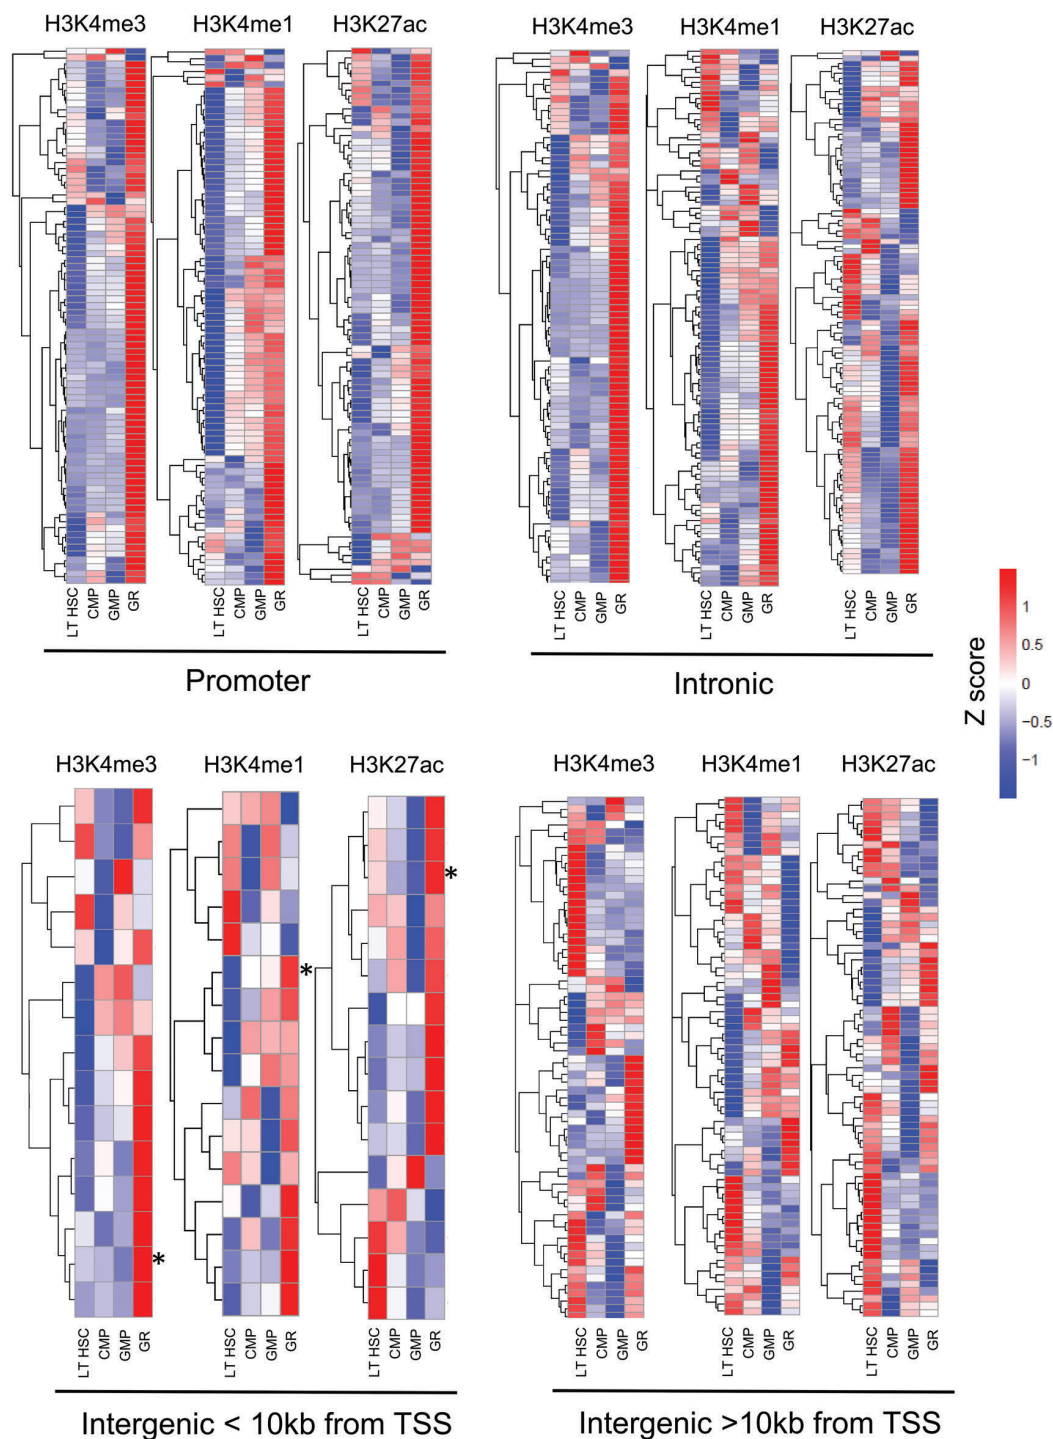 H3K4me3 H3K4me1 H3K27ac
LT HSC CMP GMP GR LT HSC CMP GMP GR LT HSC CMP GMP GR
Promoter
H3K4me3 H3K4me1 H3K27ac
LT HSC CMP GMP GR LT HSC CMP GMP GR LT HSC CMP GMP GR
Intronic
Z score
1
0.5
0
−0.5
−1
H3K4me3 H3K4me1 H3K27ac
*
*
*
LT HSC CMP GMP GR LT HSC CMP GMP GR LT HSC CMP GMP GR
Intergenic < 10kb from TSS
H3K4me3 H3K4me1 H3K27ac
LT HSC CMP GMP GR LT HSC CMP GMP GR LT HSC CMP GMP GR
Intergenic >10kb from TSS